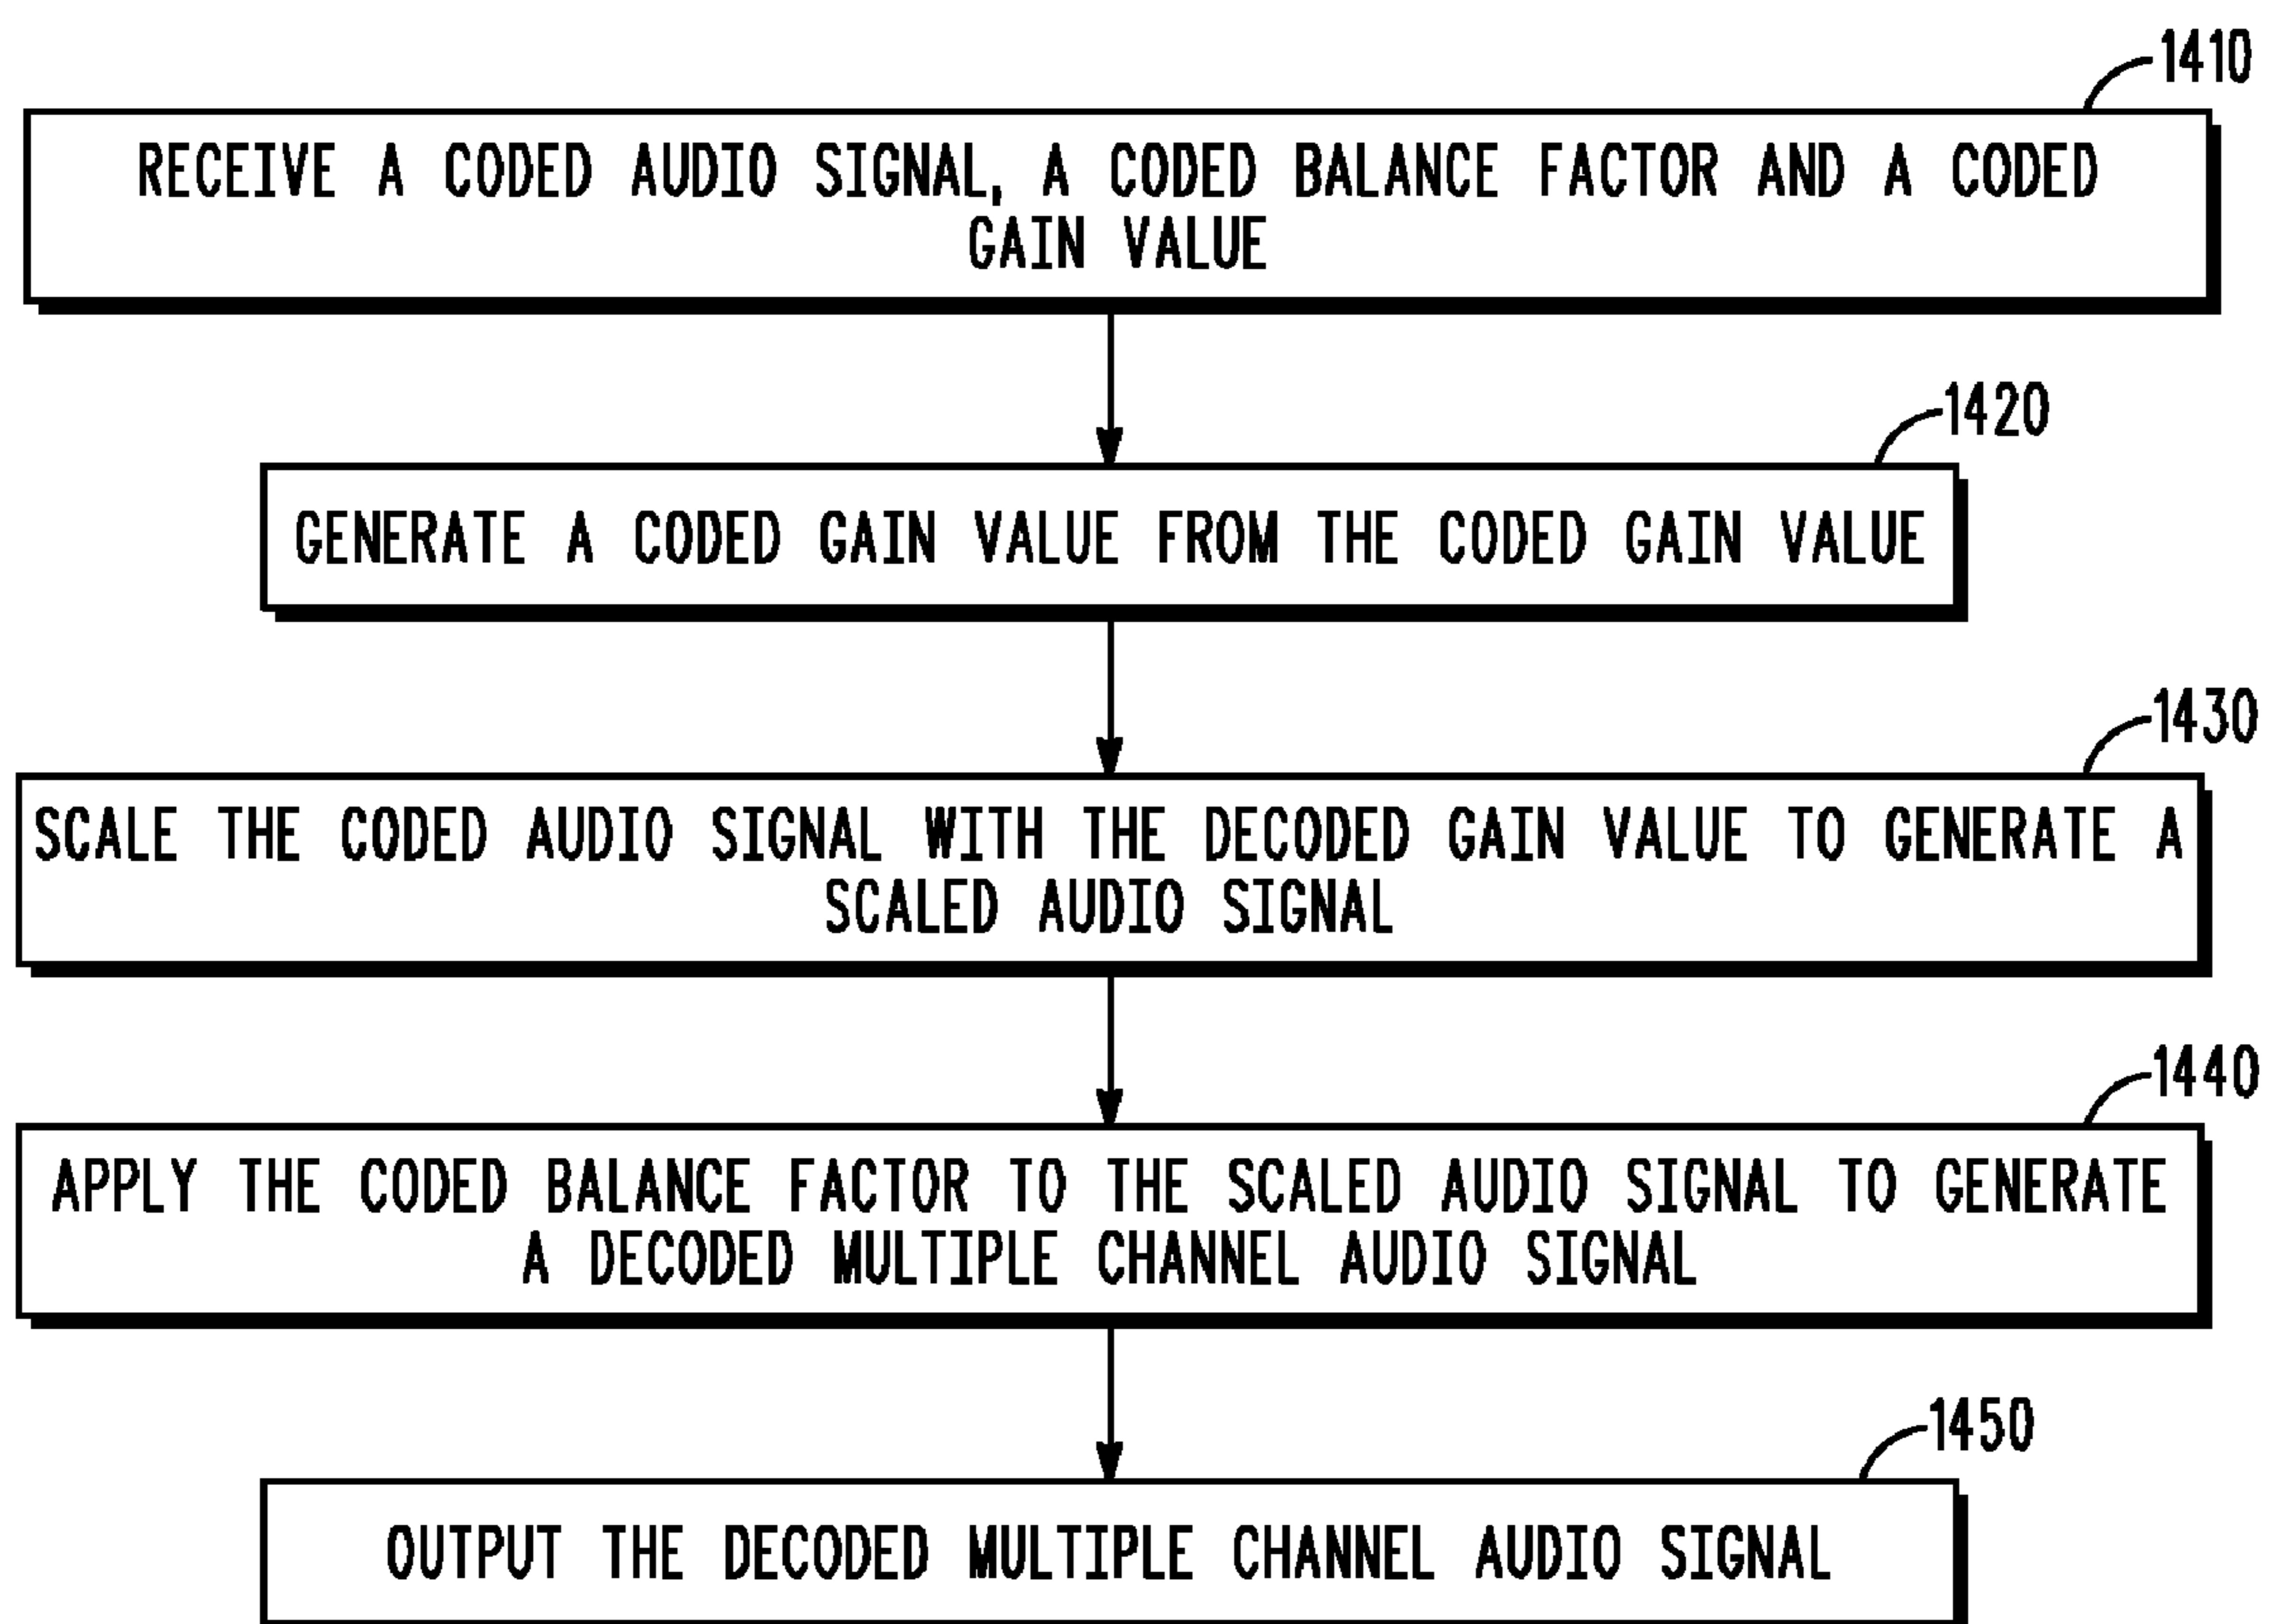 1410
RECEIVE A CODED AUDIO SIGNAL, A CODED BALANCE FACTOR AND A CODED
GAIN VALUE
1420
GENERATE A CODED GAIN VALUE FROM THE CODED GAIN VALUE
1430
SCALE THE CODED AUDIO SIGNAL WITH THE DECODED GAIN VALUE TO GENERATE A
SCALED AUDIO SIGNAL
1440
APPLY THE CODED BALANCE FACTOR TO THE SCALED AUDIO SIGNAL TO GENERATE
A DECODED MULTIPLE CHANNEL AUDIO SIGNAL
1450
OUTPUT THE DECODED MULTIPLE CHANNEL AUDIO SIGNAL